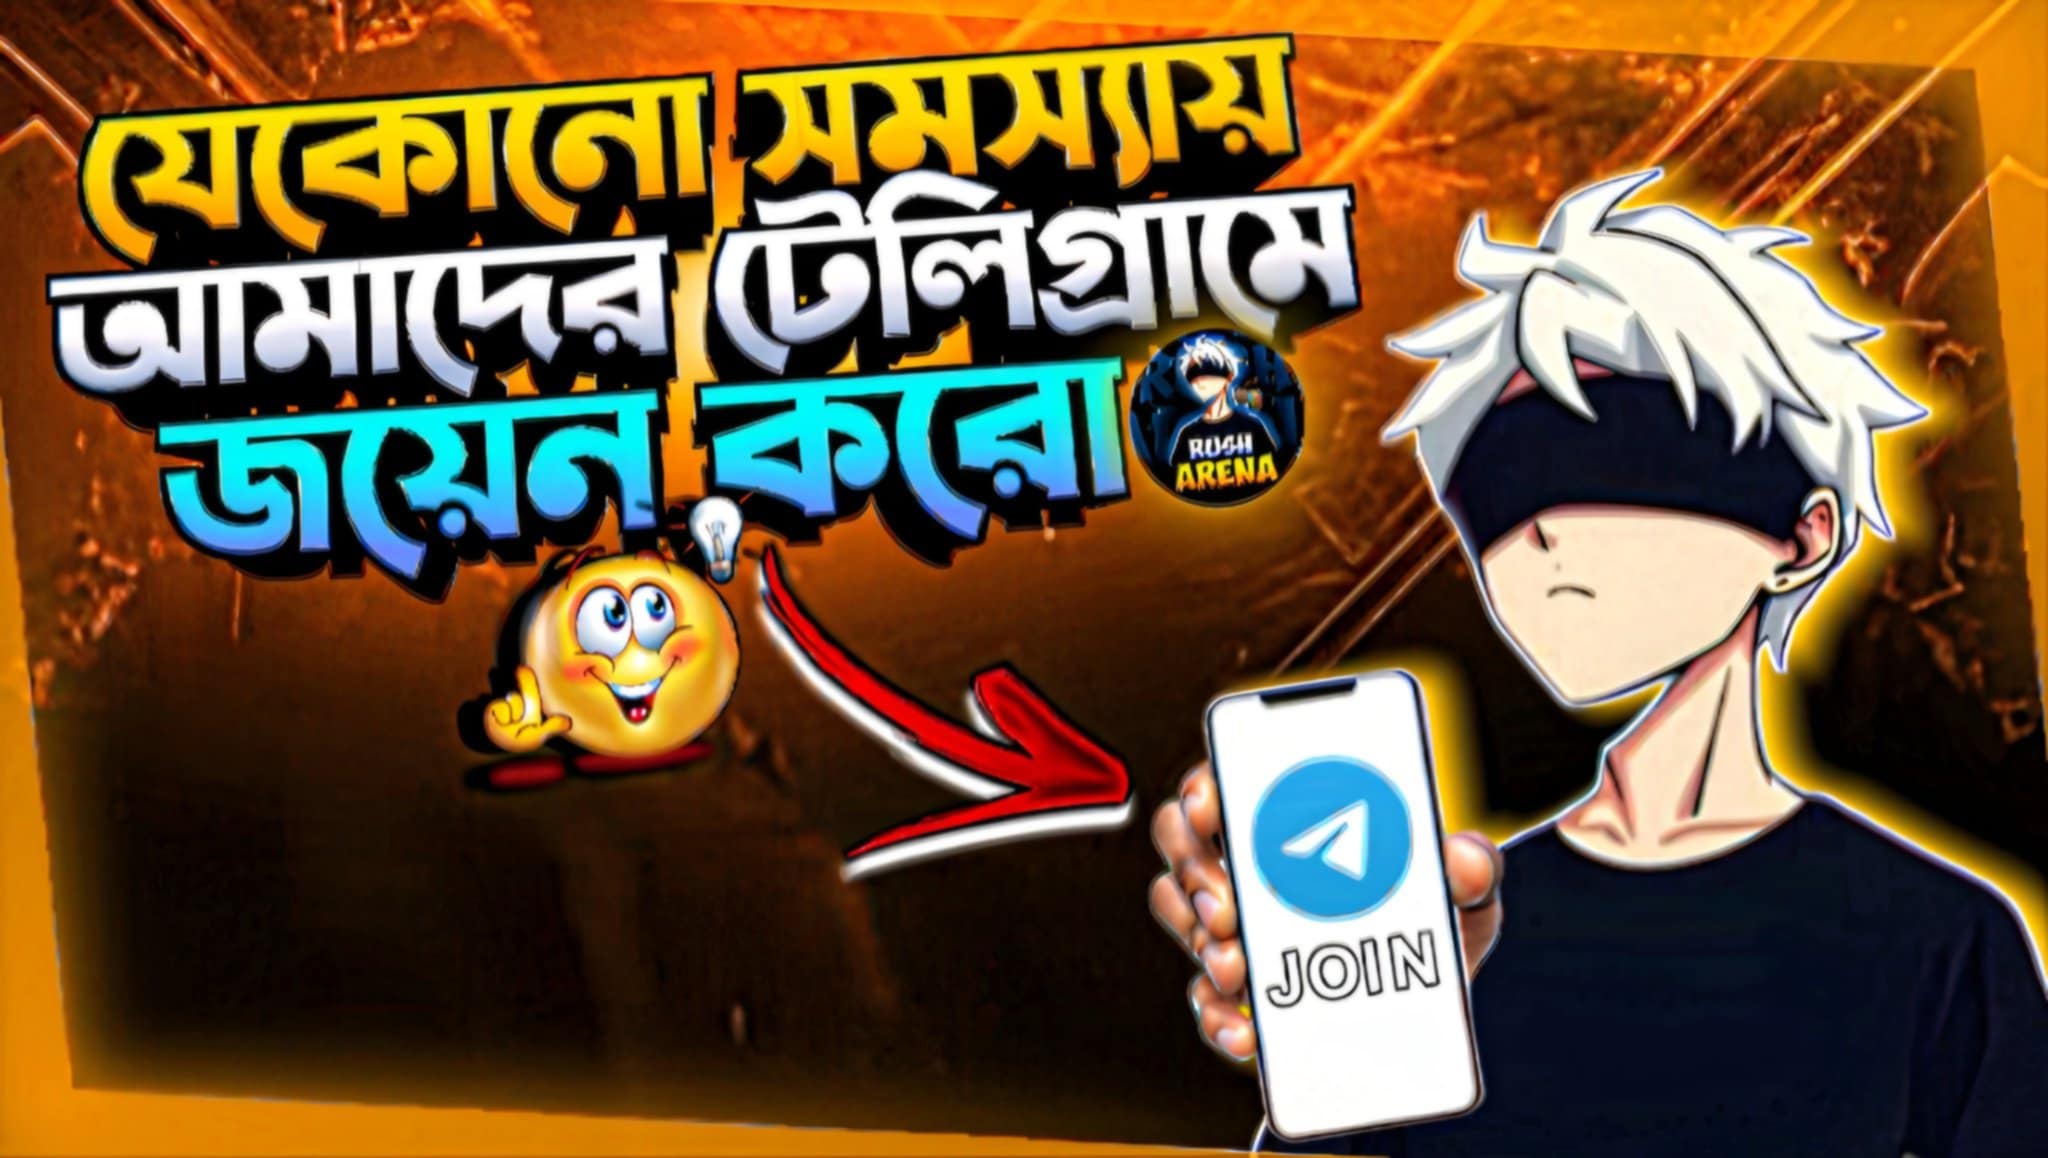 যেকোনো সমস্যায়
আমাদের টেলিগ্রামে
জয়েন করো
RUSH
ARENA
JOIN